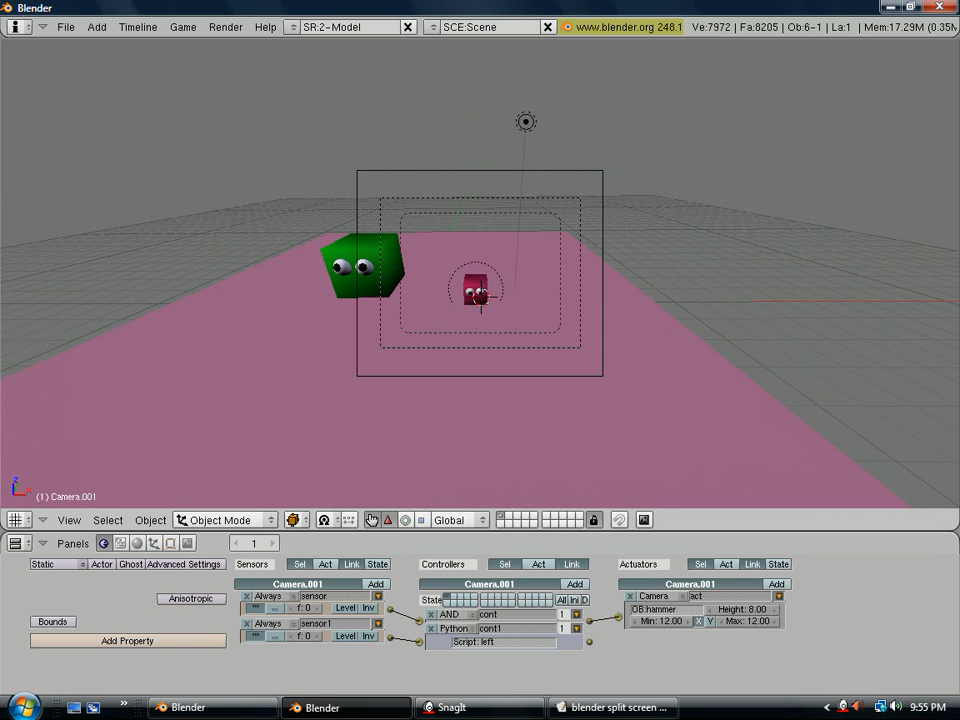 Blender
File Add Timeline Game Render Help SR:2-Model SCE:Scene www.blender.org 248.1 Ve:7972 | Fa:8205 | Ob:6-1 | La:1 | Mem:17.29M (0.35M
z
x
(1) Camera.001
View Select Object Object Mode Global
Panels 1
Static Actor Ghost Advanced Settings Sensors Sel Act Link State Controllers Sel Act Link Actuators Sel Act Link State
Camera.001 Add Camera.001 Add Camera.001 Add
Anisotropic Always sensor State All Ini D Camera act
f: 0 Level Inv AND cont 1 OB:hammer Height: 8.00
Bounds Always sensor1 Python cont1 1 Min: 12.00 X Y Max: 12.00
Add Property f: 0 Level Inv Script: left
Blender Blender SnagIt blender split screen ... 9:55 PM